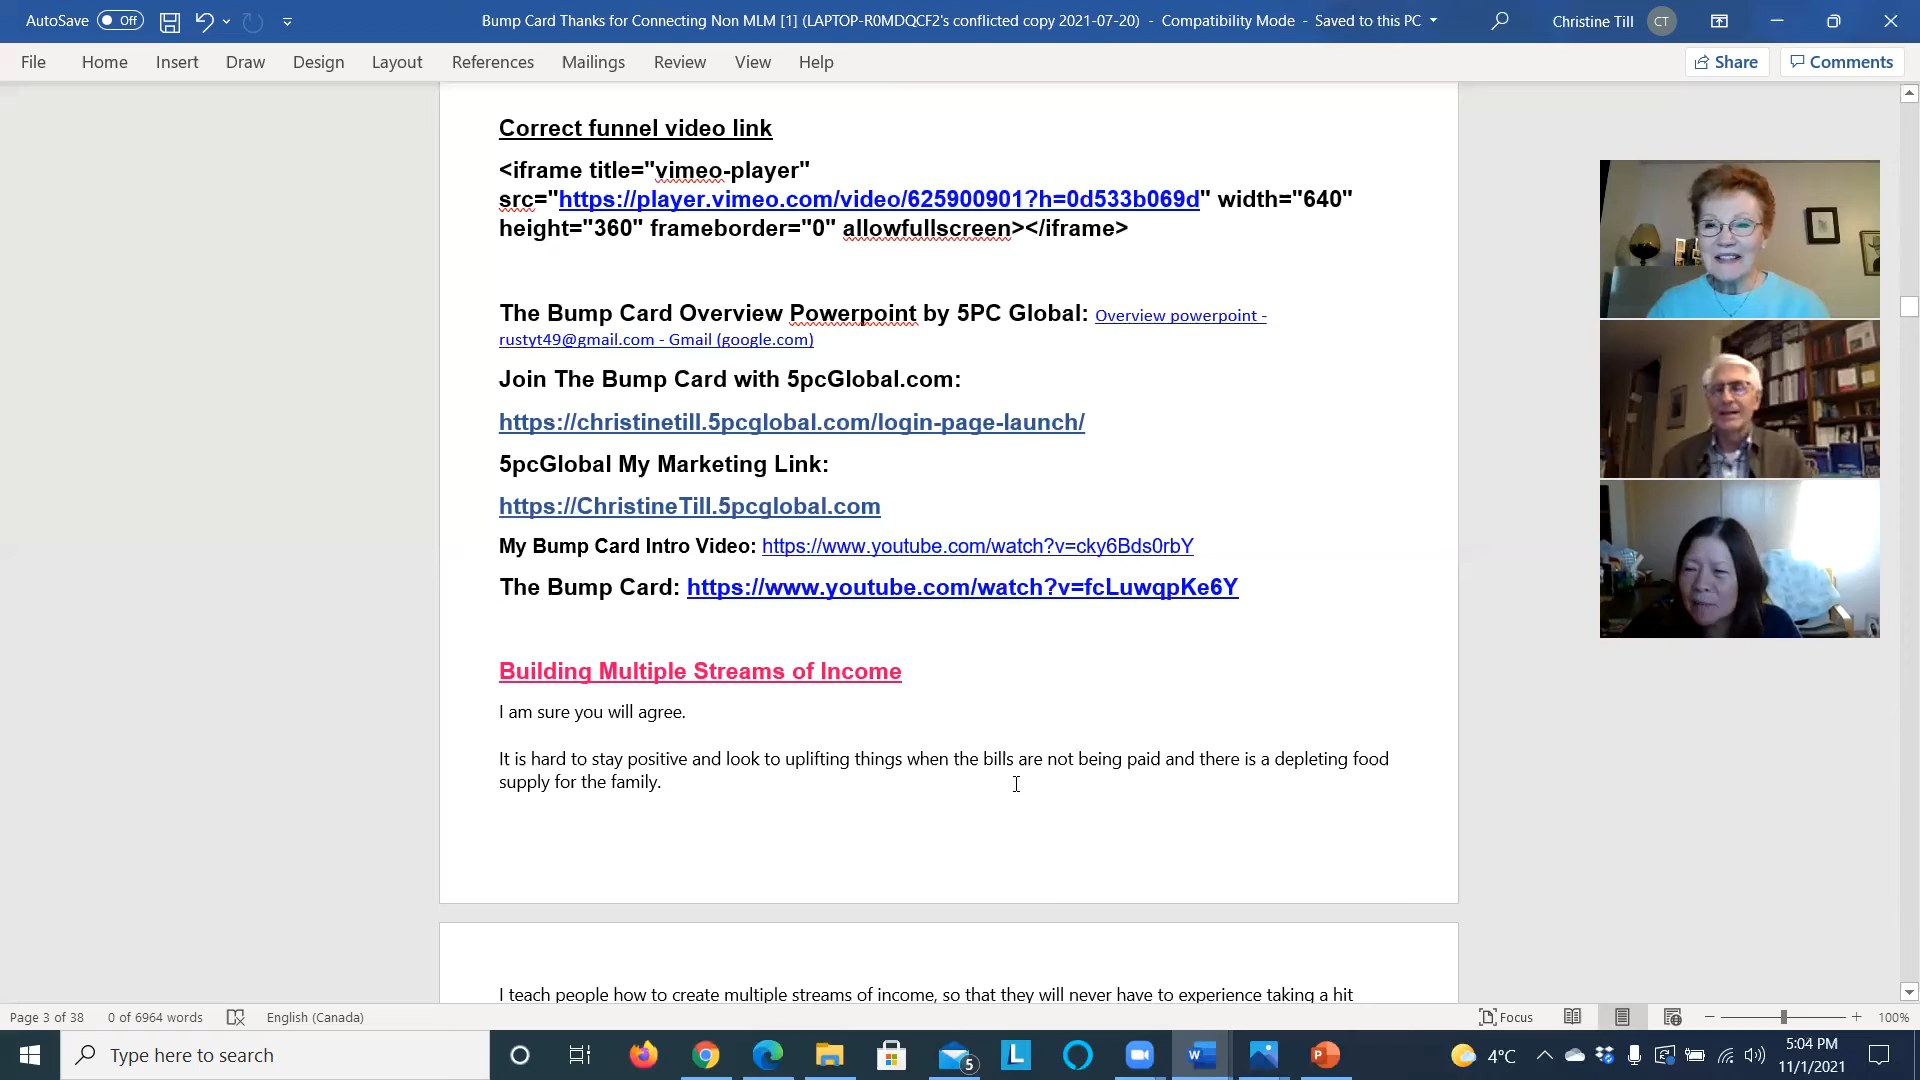 AutoSave Off
Bump Card Thanks for Connecting Non MLM [1] (LAPTOP-R0MDQCF2's conflicted copy 2021-07-20) - Compatibility Mode - Saved to this PC
Christine Till CT
File Home Insert Draw Design Layout References Mailings Review View Help
Share Comments
Correct funnel video link
<iframe title="vimeo-player"
src="https://player.vimeo.com/video/625900901?h=0d533b069d" width="640"
height="360" frameborder="0" allowfullscreen></iframe>
The Bump Card Overview Powerpoint by 5PC Global: Overview powerpoint -
rustyt49@gmail.com - Gmail (google.com)
Join The Bump Card with 5pcGlobal.com:
https://christinetill.5pcglobal.com/login-page-launch/
5pcGlobal My Marketing Link:
https://ChristineTill.5pcglobal.com
My Bump Card Intro Video: https://www.youtube.com/watch?v=cky6Bds0rbY
The Bump Card: https://www.youtube.com/watch?v=fcLuwqpKe6Y
Building Multiple Streams of Income
I am sure you will agree.
It is hard to stay positive and look to uplifting things when the bills are not being paid and there is a depleting food
supply for the family.
I teach people how to create multiple streams of income, so that they will never have to experience taking a hit
Page 3 of 38 0 of 6964 words English (Canada) Focus 100%
Type here to search
5
4°C
5:04 PM
11/1/2021